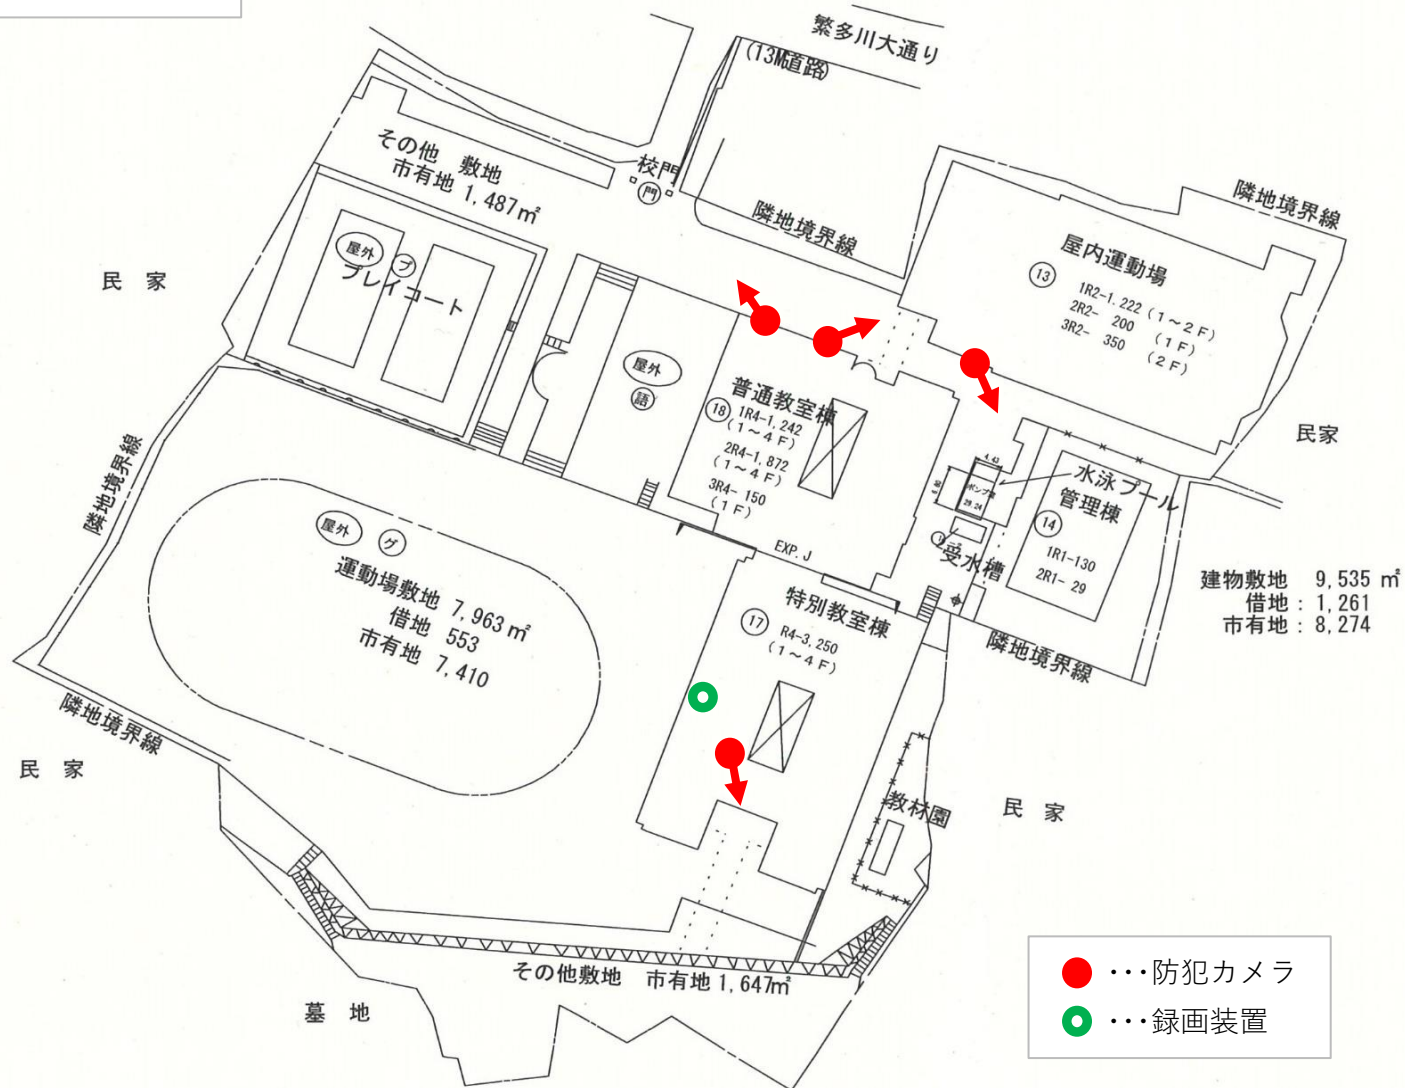 繁多川大通り
(13M道路)
その他 敷地
市有地 1,487㎡
校門
門
隣地境界線
隣地境界線
屋内運動場
13
1R2-1,222 (1~2F)
2R2- 200 (1F)
3R2- 350 (2F)
民 家
屋外
プ
プレイコート
屋外
語
普通教室棟
18
1R4-1,242
(1~4F)
2R4-1,872
(1~4F)
3R4- 150
(1F)
民家
4.43
水泳プール
管理棟
14
1R1-130
2R1- 29
29.24
受水槽
隣地境界線
屋外
グ
運動場敷地 7,963㎡
借地 553
市有地 7,410
EXP.J
特別教室棟
17
R4-3,250
(1~4F)
建物敷地 9,535 ㎡
借地：1,261
市有地：8,274
隣地境界線
隣地境界線
民 家
教材園
民 家
その他敷地 市有地 1,647㎡
墓 地
･･･防犯カメラ
･･･録画装置